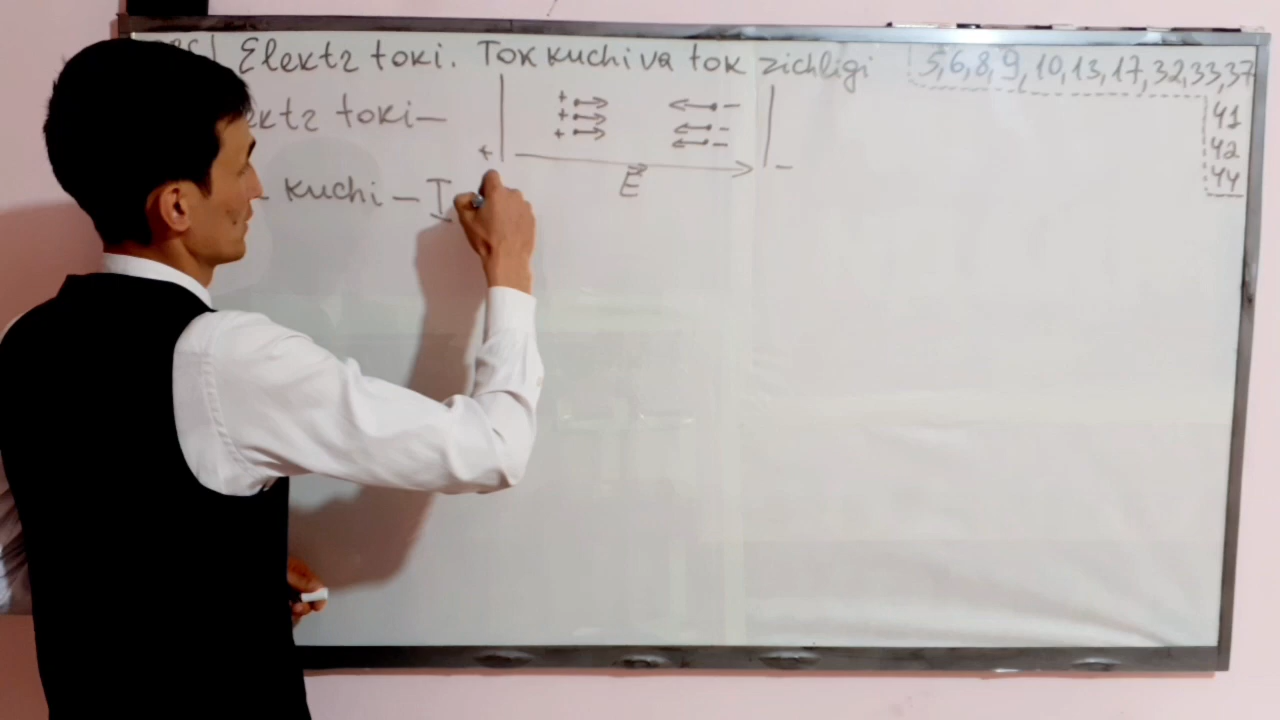 Elektr toki. Tok kuchi va tok zichligi 5,6,8,9,10,13,17,32,33,37
41
42
44
ektr toki— + + + + − − − −
E
kuchi — I